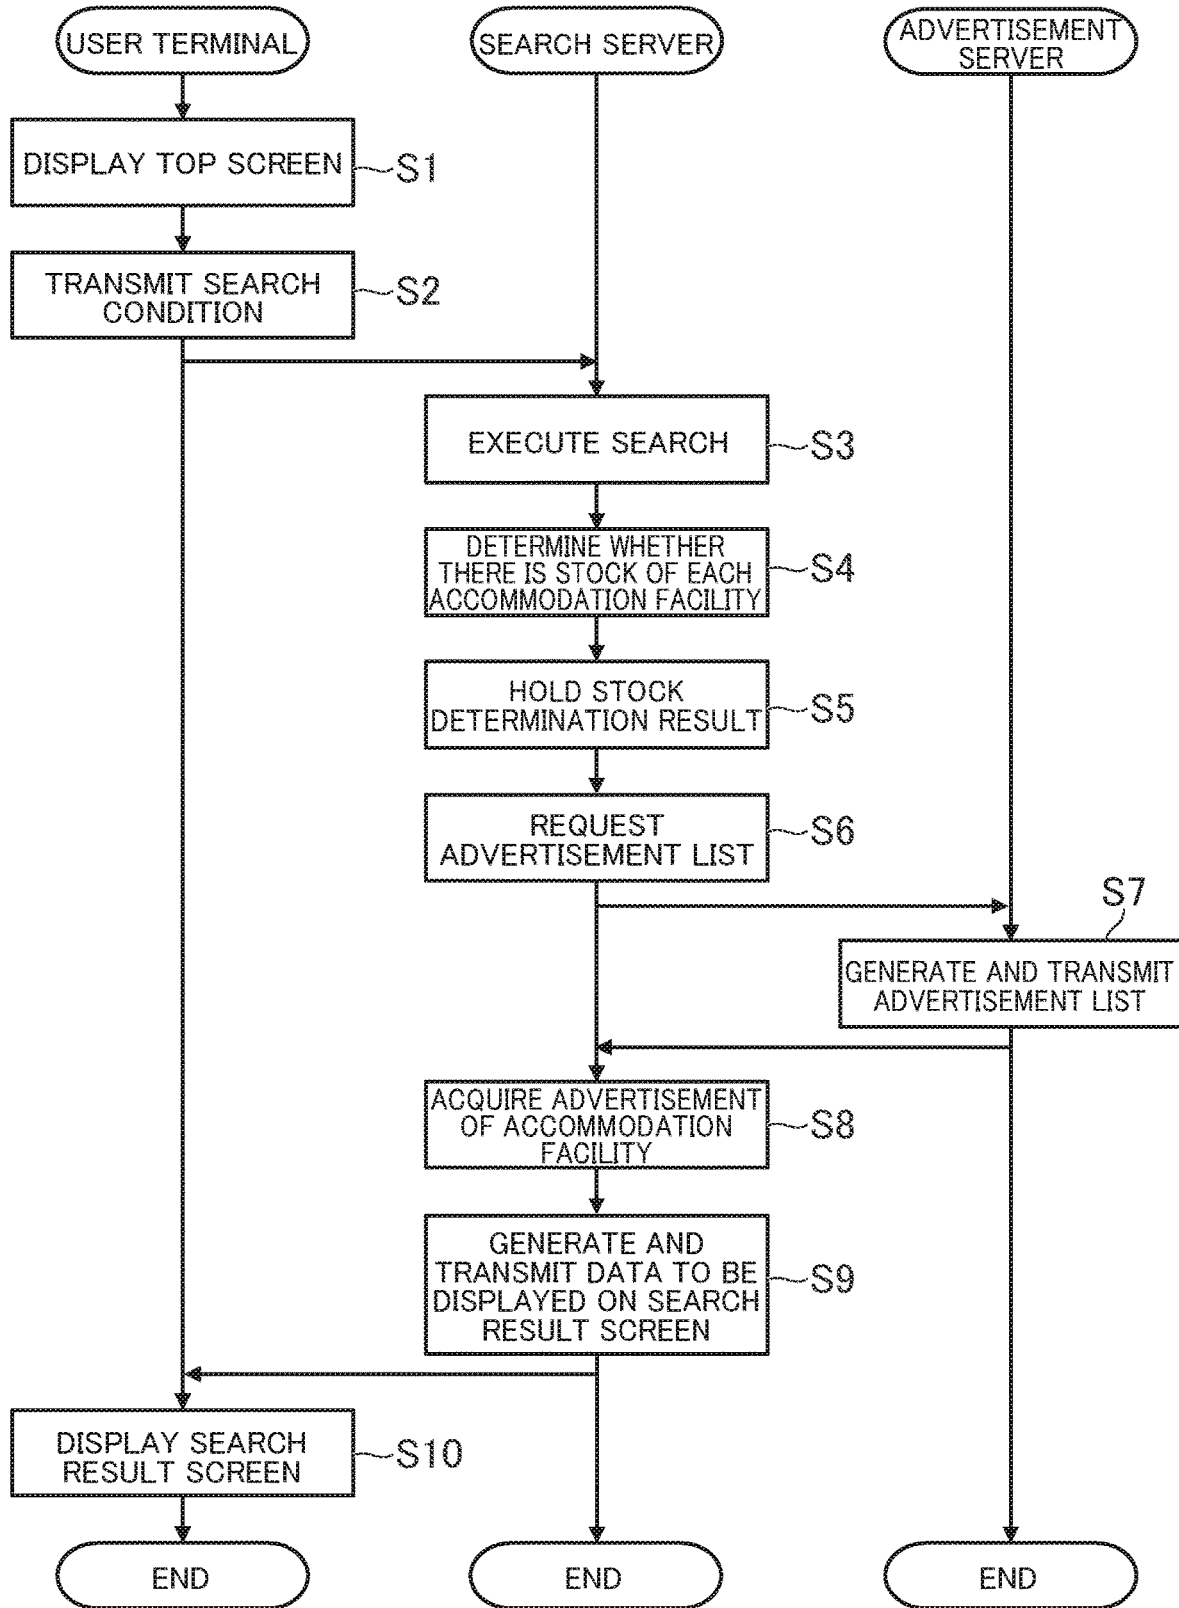 USER TERMINAL
SEARCH SERVER
ADVERTISEMENT
SERVER
DISPLAY TOP SCREEN
S1
TRANSMIT SEARCH
CONDITION
S2
EXECUTE SEARCH
S3
DETERMINE WHETHER
THERE IS STOCK OF EACH
ACCOMMODATION FACILITY
S4
HOLD STOCK
DETERMINATION RESULT
S5
REQUEST
ADVERTISEMENT LIST
S6
S7
GENERATE AND TRANSMIT
ADVERTISEMENT LIST
ACQUIRE ADVERTISEMENT
OF ACCOMMODATION
FACILITY
S8
GENERATE AND
TRANSMIT DATA TO BE
DISPLAYED ON SEARCH
RESULT SCREEN
S9
DISPLAY SEARCH
RESULT SCREEN
S10
END
END
END